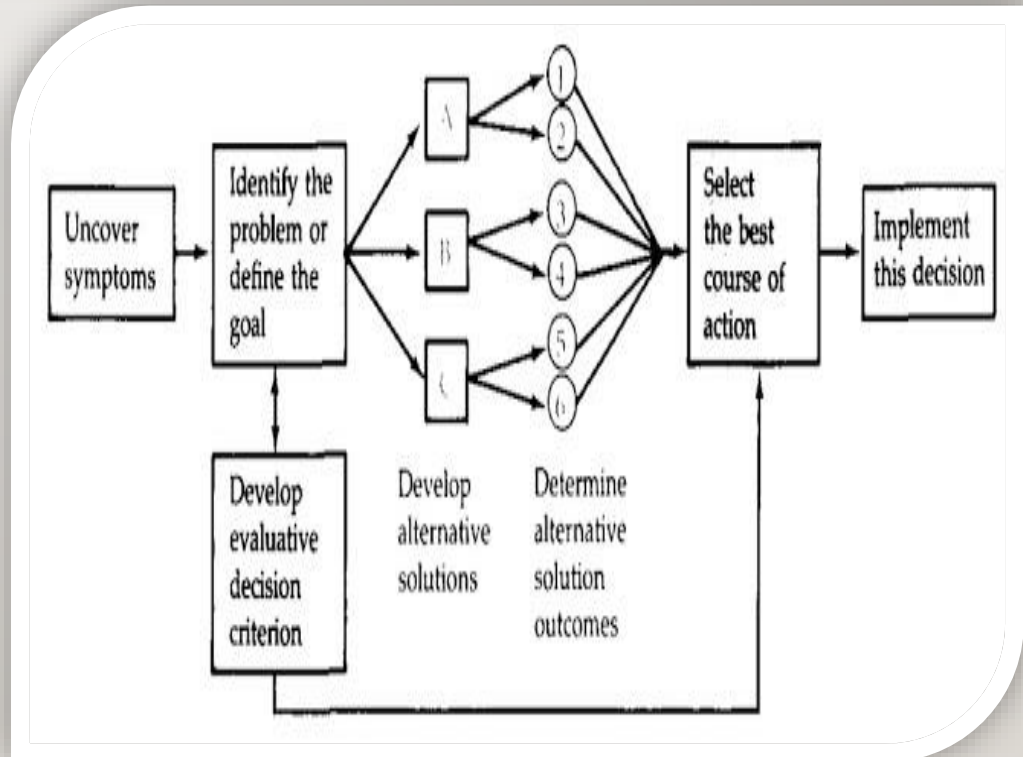 Uncover
symptoms
Identify the
problem or
define the
goal
A
B
C
1
2
3
4
5
6
Select
the best
course of
action
Implement
this decision
Develop
evaluative
decision
criterion
Develop
alternative
solutions
Determine
alternative
solution
outcomes